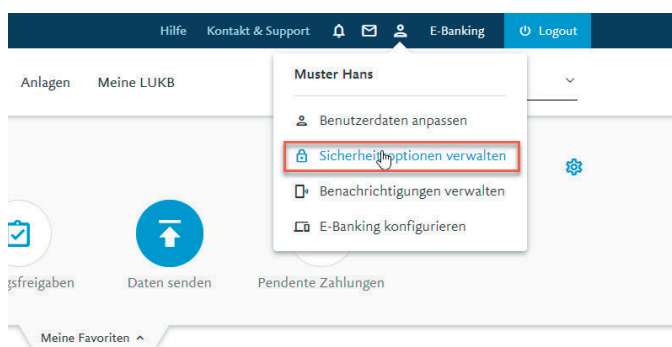 Hilfe Kontakt & Support E-Banking Logout
Anlagen Meine LUKB
Muster Hans
Benutzerdaten anpassen
Sicherheitsoptionen verwalten
Benachrichtigungen verwalten
E-Banking konfigurieren
gsfreigaben Daten senden Pendente Zahlungen
Meine Favoriten